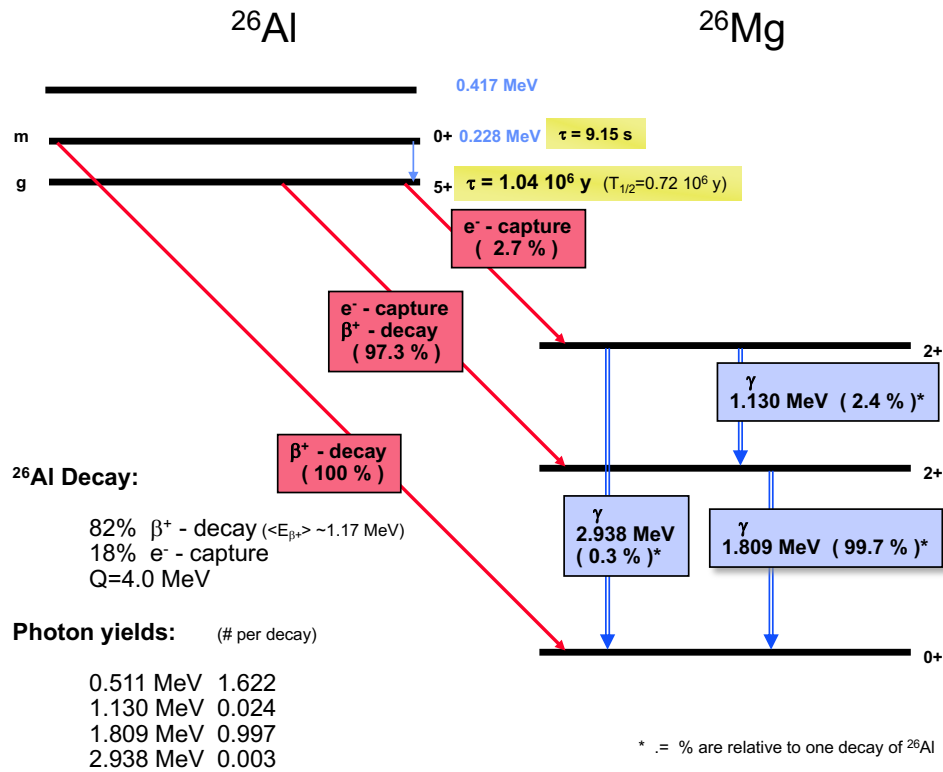 ²⁶Al
²⁶Mg
0.417 MeV
m
0+ 0.228 MeV
τ = 9.15 s
g
5+
τ = 1.04 10⁶ y (T₁/₂=0.72 10⁶ y)
e⁻ - capture
( 2.7 % )
e⁻ - capture
β⁺ - decay
( 97.3 % )
2+
γ
1.130 MeV ( 2.4 % )*
β⁺ - decay
( 100 % )
2+
γ
2.938 MeV
( 0.3 % )*
γ
1.809 MeV ( 99.7 % )*
0+
²⁶Al Decay:
82% β⁺ - decay (<E_β+> ~1.17 MeV)
18% e⁻ - capture
Q=4.0 MeV
Photon yields: (# per decay)
0.511 MeV 1.622
1.130 MeV 0.024
1.809 MeV 0.997
2.938 MeV 0.003
* .= % are relative to one decay of ²⁶Al